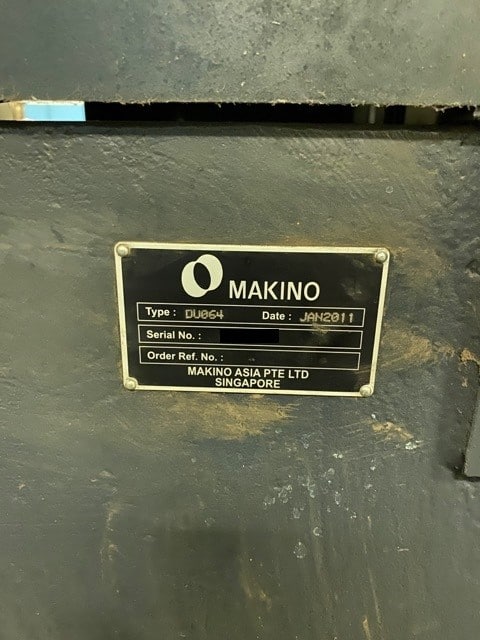 MAKINO
Type : DU064 Date : JAN2011
Serial No. :
Order Ref. No. :
MAKINO ASIA PTE LTD
SINGAPORE